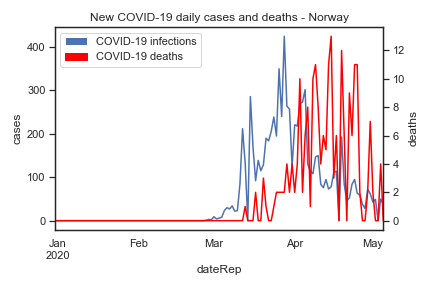 New COVID-19 daily cases and deaths - Norway
COVID-19 infections
COVID-19 deaths
400
300
200
100
0
cases
12
10
8
6
4
2
0
deaths
Jan Feb Mar Apr May
2020
dateRep